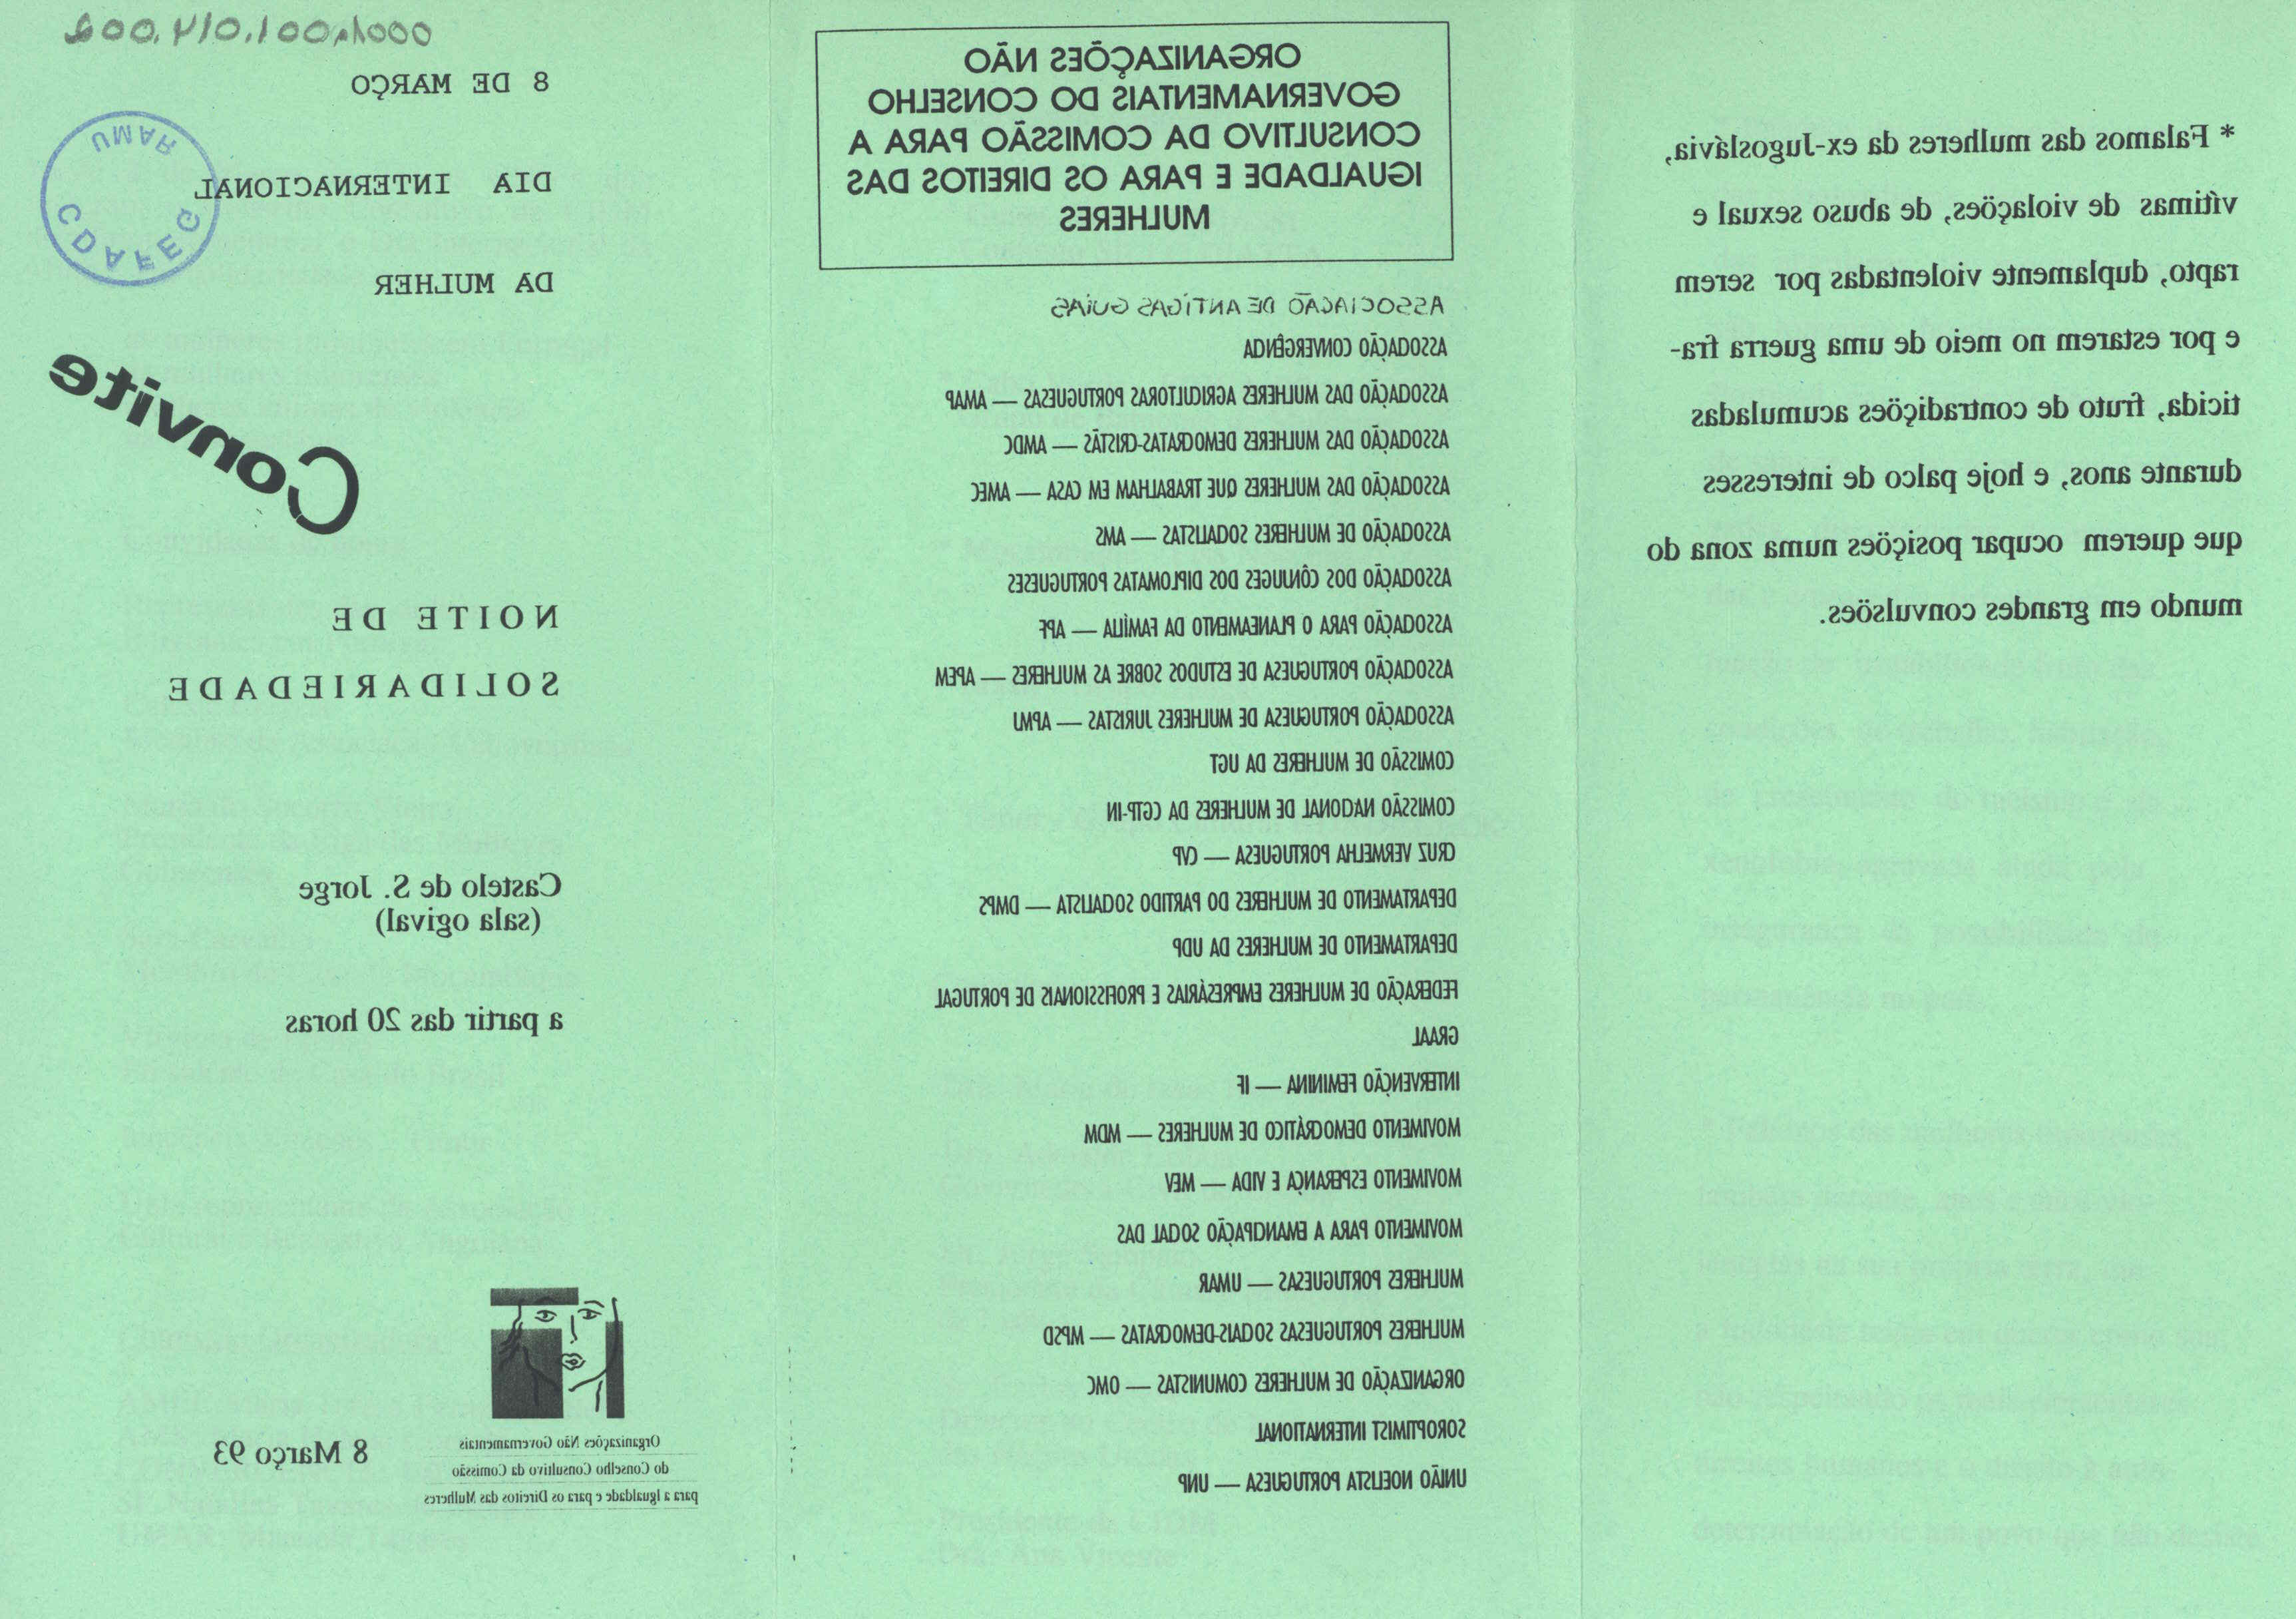 * Falamos das mulheres da ex-Jugoslávia,
vítimas de violações, de abuso sexual e
rapto, duplamente violentadas por serem
e por estarem no meio de uma guerra fra-
ticida, fruto de contradições acumuladas
durante anos, e hoje palco de interesses
que querem ocupar posições numa zona do
mundo em grandes convulsões.
ORGANIZAÇÕES NÃO
GOVERNAMENTAIS DO CONSELHO
CONSULTIVO DA COMISSÃO PARA A
IGUALDADE E PARA OS DIREITOS DAS
MULHERES
ASSOCIAÇÃO DE ANTIGAS GUIAS
ASSOCIAÇÃO CONVERGÊNCIA
ASSOCIAÇÃO DAS MULHERES AGRICULTORAS PORTUGUESAS — AMAP
ASSOCIAÇÃO DAS MULHERES DEMOCRATAS-CRISTÃS — AMDC
ASSOCIAÇÃO DAS MULHERES QUE TRABALHAM EM CASA — AMEC
ASSOCIAÇÃO DE MULHERES SOCIALISTAS — AMS
ASSOCIAÇÃO DOS CÔNJUGES DOS DIPLOMATAS PORTUGUESES
ASSOCIAÇÃO PARA O PLANEAMENTO DA FAMÍLIA — APF
ASSOCIAÇÃO PORTUGUESA DE ESTUDOS SOBRE AS MULHERES — APEM
ASSOCIAÇÃO PORTUGUESA DE MULHERES JURISTAS — APMJ
COMISSÃO DE MULHERES DA UGT
COMISSÃO NACIONAL DE MULHERES DA CGTP-IN
CRUZ VERMELHA PORTUGUESA — CVP
DEPARTAMENTO DE MULHERES DO PARTIDO SOCIALISTA — DMPS
DEPARTAMENTO DE MULHERES DA UDP
FEDERAÇÃO DE MULHERES EMPRESÁRIAS E PROFISSIONAIS DE PORTUGAL
GRAAL
INTERVENÇÃO FEMININA — IF
MOVIMENTO DEMOCRÁTICO DE MULHERES — MDM
MOVIMENTO ESPERANÇA E VIDA — MEV
MOVIMENTO PARA A EMANCIPAÇÃO SOCIAL DAS
MULHERES PORTUGUESAS — UMAR
MULHERES PORTUGUESAS SOCIAIS-DEMOCRATAS — MPSD
ORGANIZAÇÃO DE MULHERES COMUNISTAS — OMC
SOROPTIMIST INTERNATIONAL
UNIÃO NOELISTA PORTUGUESA — UNP
8 DE MARÇO
DIA INTERNACIONAL
DA MULHER
CDAFEG
UMAR
Convite
NOITE DE
SOLIDARIEDADE
Castelo de S. Jorge
(sala ogival)
a partir das 20 horas
Organizações Não Governamentais
do Conselho Consultivo da Comissão
para a Igualdade e para os Direitos das Mulheres
8 Março 93